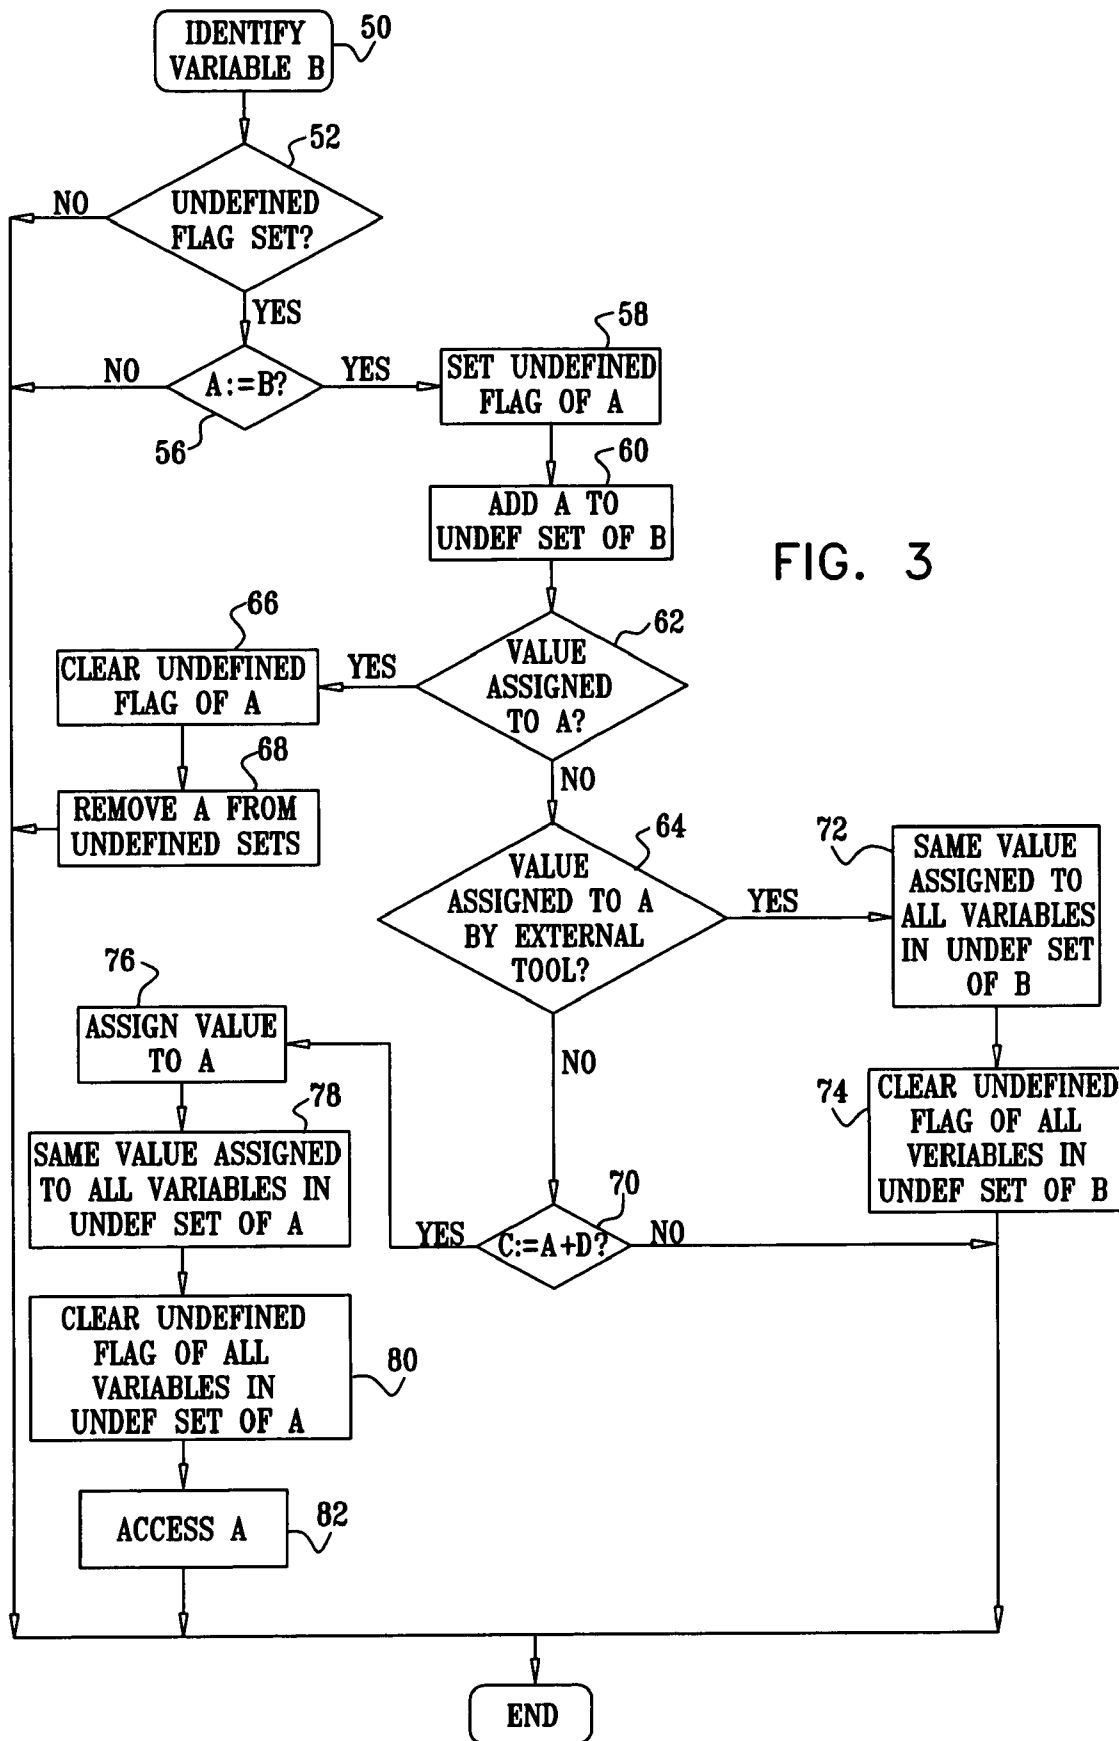 IDENTIFY
VARIABLE B
50
52
NO
UNDEFINED
FLAG SET?
YES
58
NO
A:=B?
YES
SET UNDEFINED
FLAG OF A
56
60
ADD A TO
UNDEF SET OF B
FIG. 3
66
62
CLEAR UNDEFINED
FLAG OF A
YES
VALUE
ASSIGNED
TO A?
68
NO
REMOVE A FROM
UNDEFINED SETS
64
72
VALUE
ASSIGNED TO A
BY EXTERNAL
TOOL?
YES
SAME VALUE
ASSIGNED TO
ALL VARIABLES
IN UNDEF SET
OF B
76
ASSIGN VALUE
TO A
NO
78
74
CLEAR UNDEFINED
FLAG OF ALL
VERIABLES IN
UNDEF SET OF B
SAME VALUE ASSIGNED
TO ALL VARIABLES IN
UNDEF SET OF A
70
YES
C:=A+D?
NO
CLEAR UNDEFINED
FLAG OF ALL
VARIABLES IN
UNDEF SET OF A
80
ACCESS A
82
END